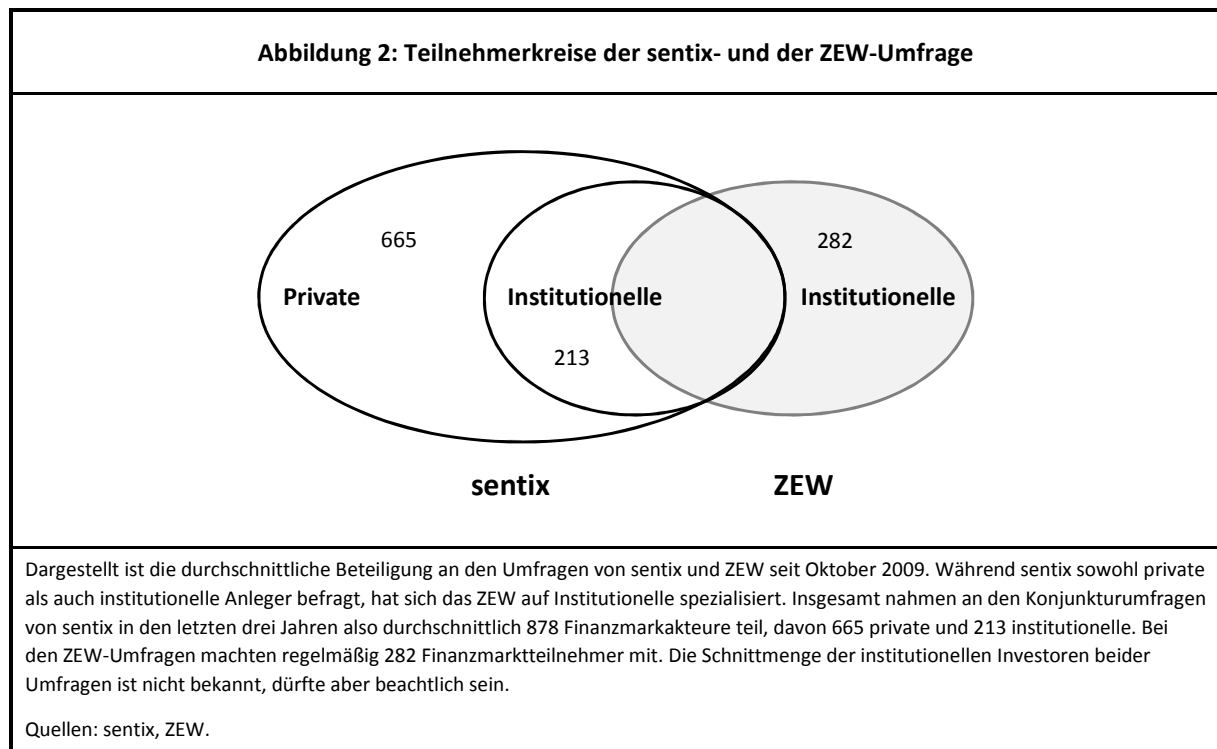 Abbildung 2: Teilnehmerkreise der sentix- und der ZEW-Umfrage
665
282
Private
Institutionelle
Institutionelle
213
sentix
ZEW
Dargestellt ist die durchschnittliche Beteiligung an den Umfragen von sentix und ZEW seit Oktober 2009. Während sentix sowohl private
als auch institutionelle Anleger befragt, hat sich das ZEW auf Institutionelle spezialisiert. Insgesamt nahmen an den Konjunkturumfragen
von sentix in den letzten drei Jahren also durchschnittlich 878 Finanzmarkakteure teil, davon 665 private und 213 institutionelle. Bei
den ZEW-Umfragen machten regelmäßig 282 Finanzmarktteilnehmer mit. Die Schnittmenge der institutionellen Investoren beider
Umfragen ist nicht bekannt, dürfte aber beachtlich sein.
Quellen: sentix, ZEW.